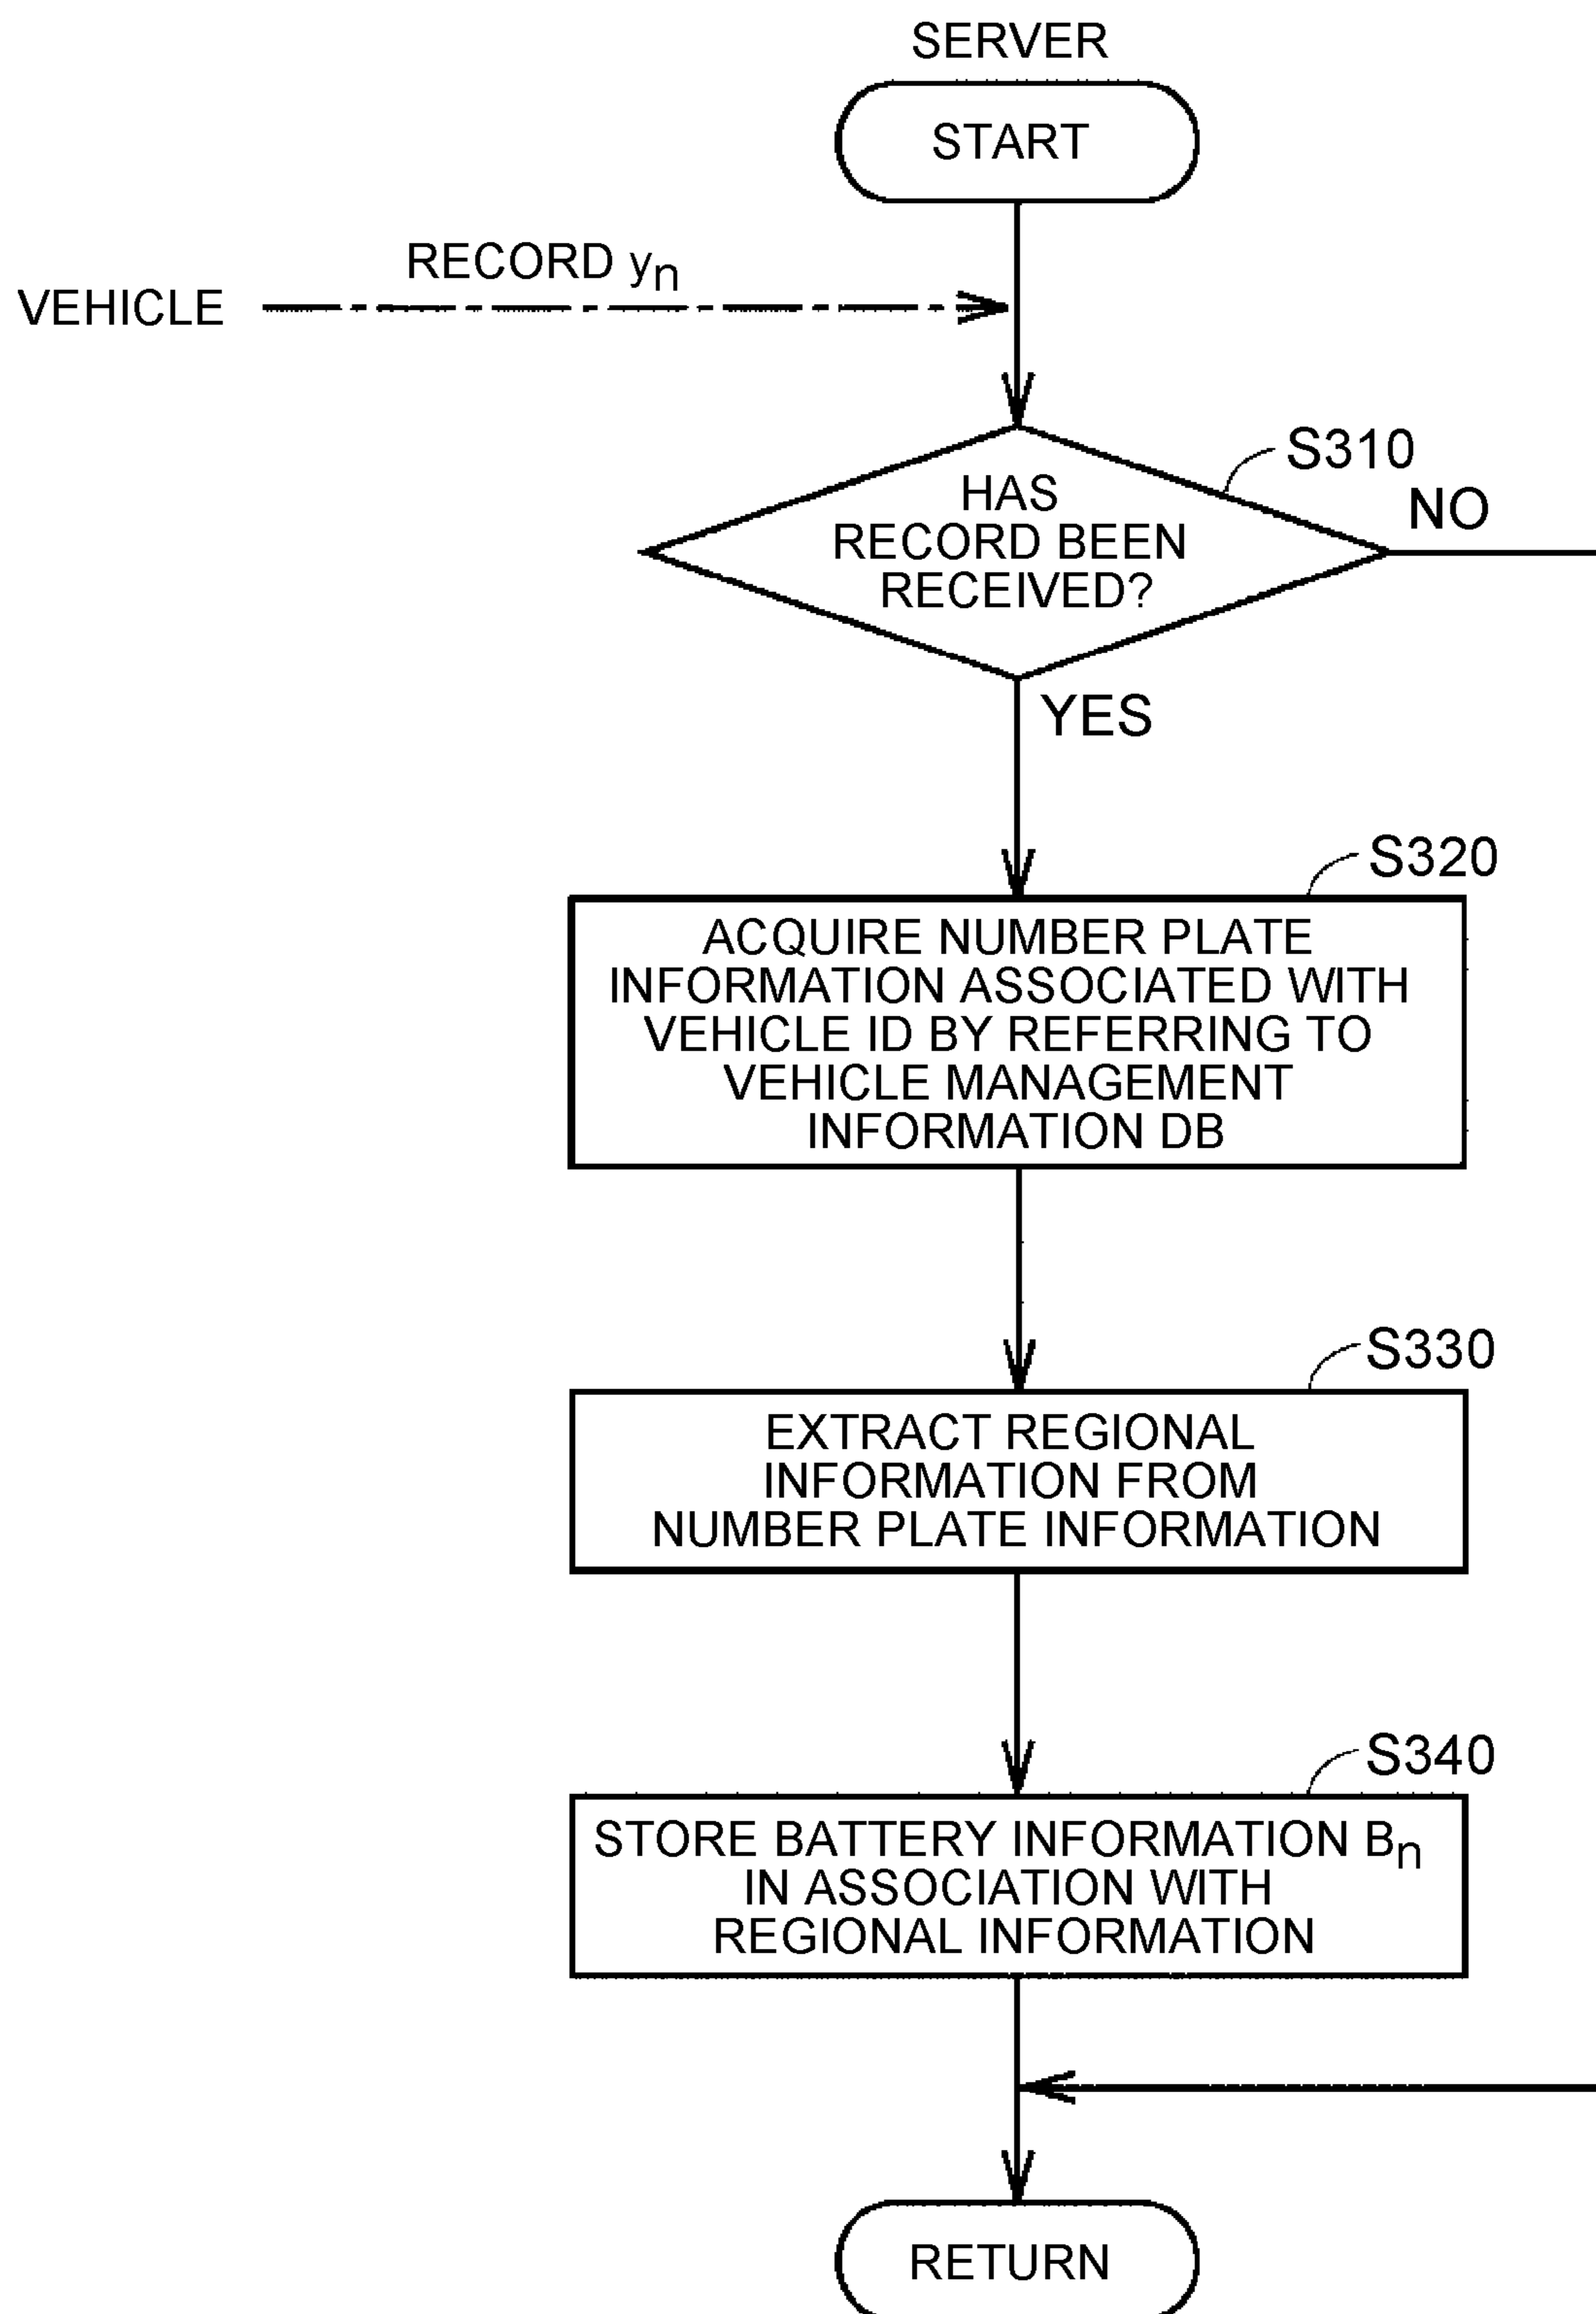 SERVER
START
RECORD yn
VEHICLE
S310
HAS
NO
RECORD BEEN
RECEIVED?
YES
S320
ACQUIRE NUMBER PLATE
INFORMATION ASSOCIATED WITH
VEHICLE ID BY REFERRING TO
VEHICLE MANAGEMENT
INFORMATION DB
S330
EXTRACT REGIONAL
INFORMATION FROM
NUMBER PLATE INFORMATION
S340
STORE BATTERY INFORMATION Bn
IN ASSOCIATION WITH
REGIONAL INFORMATION
RETURN